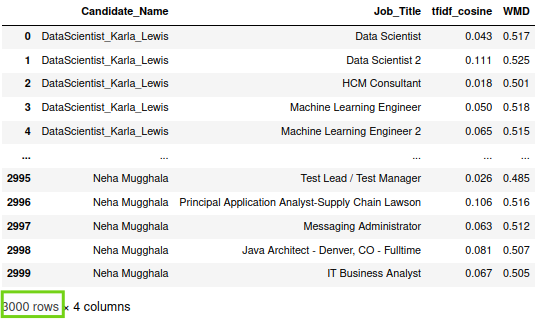 Candidate_Name Job_Title tfidf_cosine WMD
0 DataScientist_Karla_Lewis Data Scientist 0.043 0.517
1 DataScientist_Karla_Lewis Data Scientist 2 0.111 0.525
2 DataScientist_Karla_Lewis HCM Consultant 0.018 0.501
3 DataScientist_Karla_Lewis Machine Learning Engineer 0.050 0.518
4 DataScientist_Karla_Lewis Machine Learning Engineer 2 0.065 0.515
... ... ... ... ...
2995 Neha Mugghala Test Lead / Test Manager 0.026 0.485
2996 Neha Mugghala Principal Application Analyst-Supply Chain Lawson 0.106 0.516
2997 Neha Mugghala Messaging Administrator 0.063 0.512
2998 Neha Mugghala Java Architect - Denver, CO - Fulltime 0.081 0.507
2999 Neha Mugghala IT Business Analyst 0.067 0.505
3000 rows × 4 columns